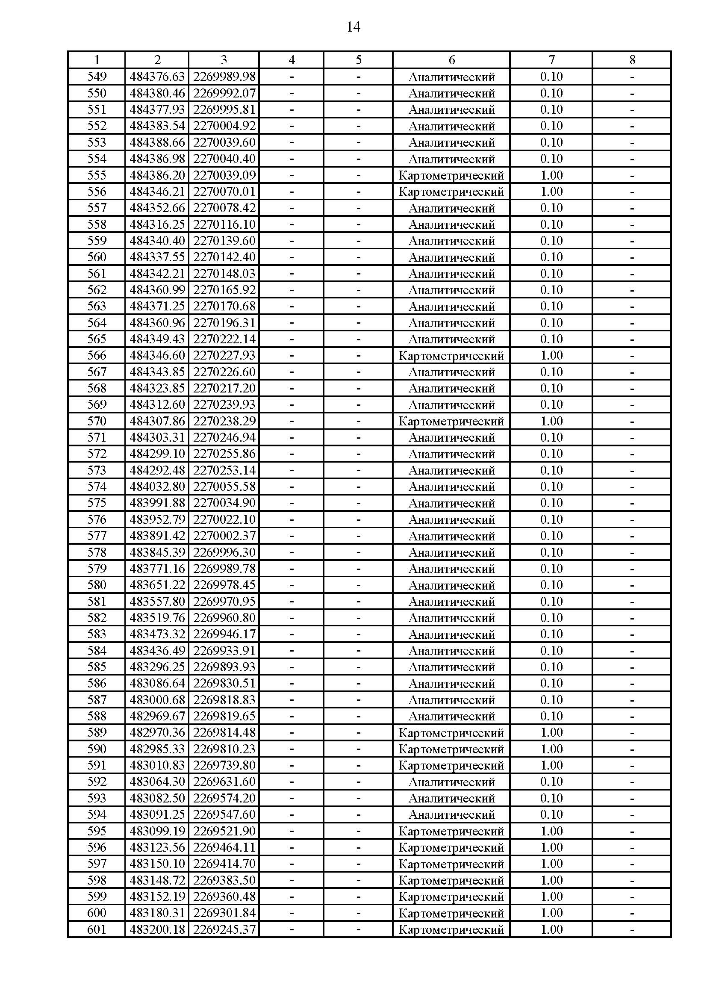 14
1 2 3 4 5 6 7 8
549 484376.63 2269989.98 - - Аналитический 0.10 -
550 484380.46 2269992.07 - - Аналитический 0.10 -
551 484377.93 2269995.81 - - Аналитический 0.10 -
552 484383.54 2270004.92 - - Аналитический 0.10 -
553 484388.66 2270039.60 - - Аналитический 0.10 -
554 484386.98 2270040.40 - - Аналитический 0.10 -
555 484386.20 2270039.09 - - Картометрический 1.00 -
556 484346.21 2270070.01 - - Картометрический 1.00 -
557 484352.66 2270078.42 - - Аналитический 0.10 -
558 484316.25 2270116.10 - - Аналитический 0.10 -
559 484340.40 2270139.60 - - Аналитический 0.10 -
560 484337.55 2270142.40 - - Аналитический 0.10 -
561 484342.21 2270148.03 - - Аналитический 0.10 -
562 484360.99 2270165.92 - - Аналитический 0.10 -
563 484371.25 2270170.68 - - Аналитический 0.10 -
564 484360.96 2270196.31 - - Аналитический 0.10 -
565 484349.43 2270222.14 - - Аналитический 0.10 -
566 484346.60 2270227.93 - - Картометрический 1.00 -
567 484343.85 2270226.60 - - Аналитический 0.10 -
568 484323.85 2270217.20 - - Аналитический 0.10 -
569 484312.60 2270239.93 - - Аналитический 0.10 -
570 484307.86 2270238.29 - - Картометрический 1.00 -
571 484303.31 2270246.94 - - Аналитический 0.10 -
572 484299.10 2270255.86 - - Аналитический 0.10 -
573 484292.48 2270253.14 - - Аналитический 0.10 -
574 484032.80 2270055.58 - - Аналитический 0.10 -
575 483991.88 2270034.90 - - Аналитический 0.10 -
576 483952.79 2270022.10 - - Аналитический 0.10 -
577 483891.42 2270002.37 - - Аналитический 0.10 -
578 483845.39 2269996.30 - - Аналитический 0.10 -
579 483771.16 2269989.78 - - Аналитический 0.10 -
580 483651.22 2269978.45 - - Аналитический 0.10 -
581 483557.80 2269970.95 - - Аналитический 0.10 -
582 483519.76 2269960.80 - - Аналитический 0.10 -
583 483473.32 2269946.17 - - Аналитический 0.10 -
584 483436.49 2269933.91 - - Аналитический 0.10 -
585 483296.25 2269893.93 - - Аналитический 0.10 -
586 483086.64 2269830.51 - - Аналитический 0.10 -
587 483000.68 2269818.83 - - Аналитический 0.10 -
588 482969.67 2269819.65 - - Аналитический 0.10 -
589 482970.36 2269814.48 - - Картометрический 1.00 -
590 482985.33 2269810.23 - - Картометрический 1.00 -
591 483010.83 2269739.80 - - Картометрический 1.00 -
592 483064.30 2269631.60 - - Аналитический 0.10 -
593 483082.50 2269574.20 - - Аналитический 0.10 -
594 483091.25 2269547.60 - - Аналитический 0.10 -
595 483099.19 2269521.90 - - Картометрический 1.00 -
596 483123.56 2269464.11 - - Картометрический 1.00 -
597 483150.10 2269414.70 - - Картометрический 1.00 -
598 483148.72 2269383.50 - - Картометрический 1.00 -
599 483152.19 2269360.48 - - Картометрический 1.00 -
600 483180.31 2269301.84 - - Картометрический 1.00 -
601 483200.18 2269245.37 - - Картометрический 1.00 -